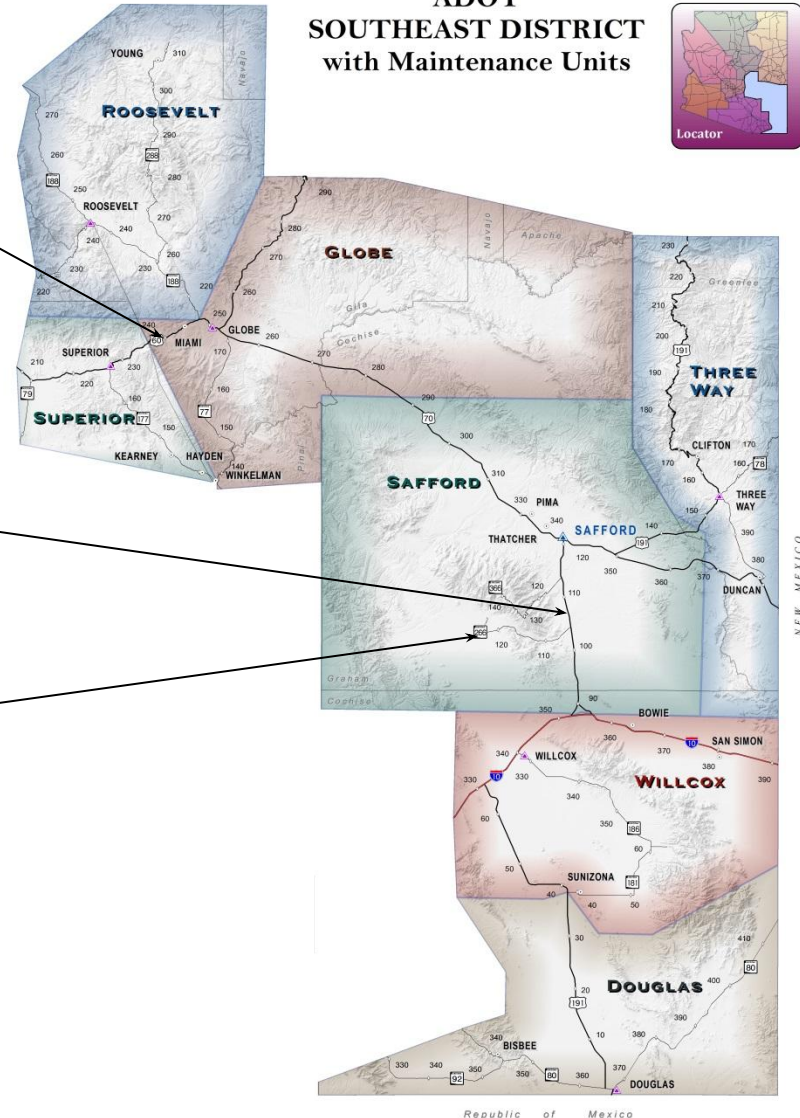 ADOT
SOUTHEAST DISTRICT
with Maintenance Units
Locator
YOUNG
310
Navajo
300
ROOSEVELT
270
290
260
288
188
280
250
ROOSEVELT
270
240
240
260
230
230
188
220
220
290
280
Navajo
Apache
GLOBE
270
260
Gila
250
Cochise
240
60
MIAMI
GLOBE
260
170
270
280
SUPERIOR
210
230
220
79
160
160
SUPERIOR
177
77
150
150
KEARNEY
HAYDEN
140
WINKELMAN
Pinal
230
220
Greenlee
210
200
191
190
THREE
WAY
180
CLIFTON
170
170
160
78
160
THREE
WAY
150
390
380
DUNCAN
NEW MEXICO
290
70
300
SAFFORD
310
330
PIMA
340
SAFFORD
THATCHER
140
191
120
350
360
370
366
120
110
140
130
266
120
110
100
Graham
Cochise
90
350
BOWIE
360
10
SAN SIMON
370
380
390
340
WILLCOX
10
330
330
WILLCOX
340
60
350
186
60
50
SUNIZONA
181
40
40
50
30
410
80
DOUGLAS
400
20
191
390
10
380
340
BISBEE
330
340
350
350
370
92
80
360
DOUGLAS
Republic of Mexico